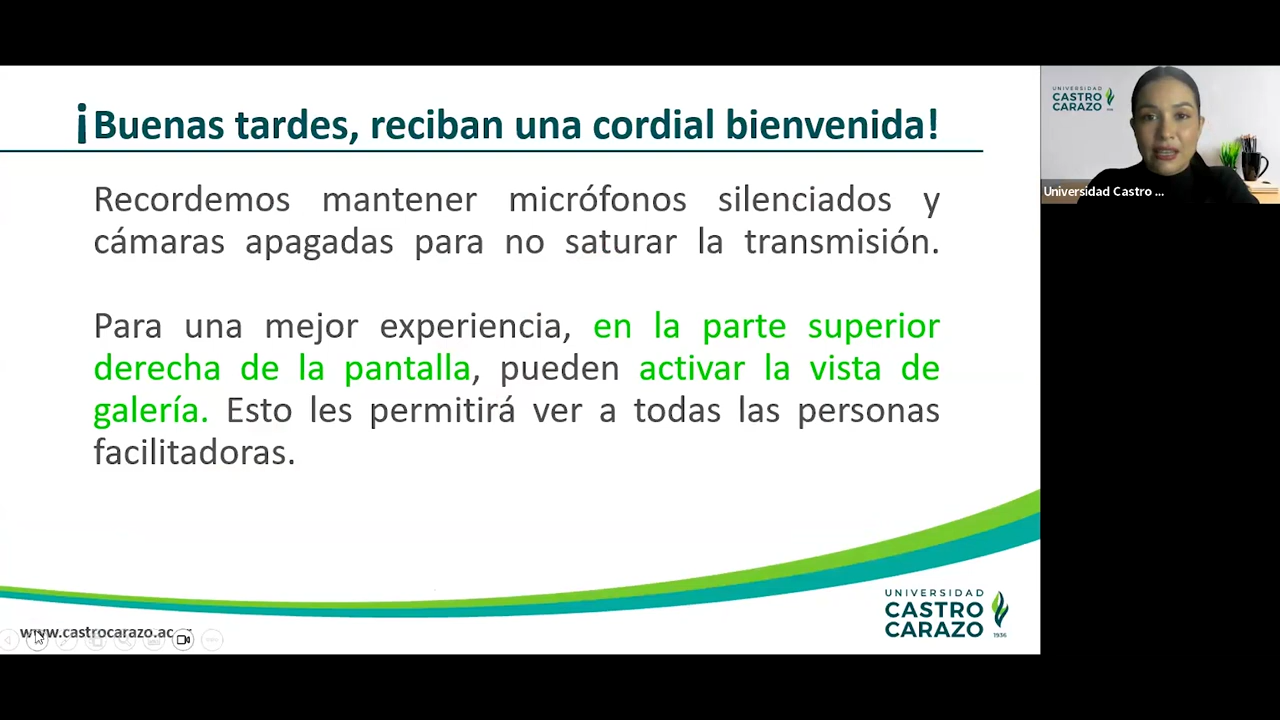 ¡Buenas tardes, reciban una cordial bienvenida!
Recordemos mantener micrófonos silenciados y
cámaras apagadas para no saturar la transmisión.
Para una mejor experiencia, en la parte superior
derecha de la pantalla, pueden activar la vista de
galería. Esto les permitirá ver a todas las personas
facilitadoras.
UNIVERSIDAD
CASTRO
CARAZO
1936
www.castrocarazo.ac
UNIVERSIDAD
CASTRO
CARAZO
Universidad Castro ...